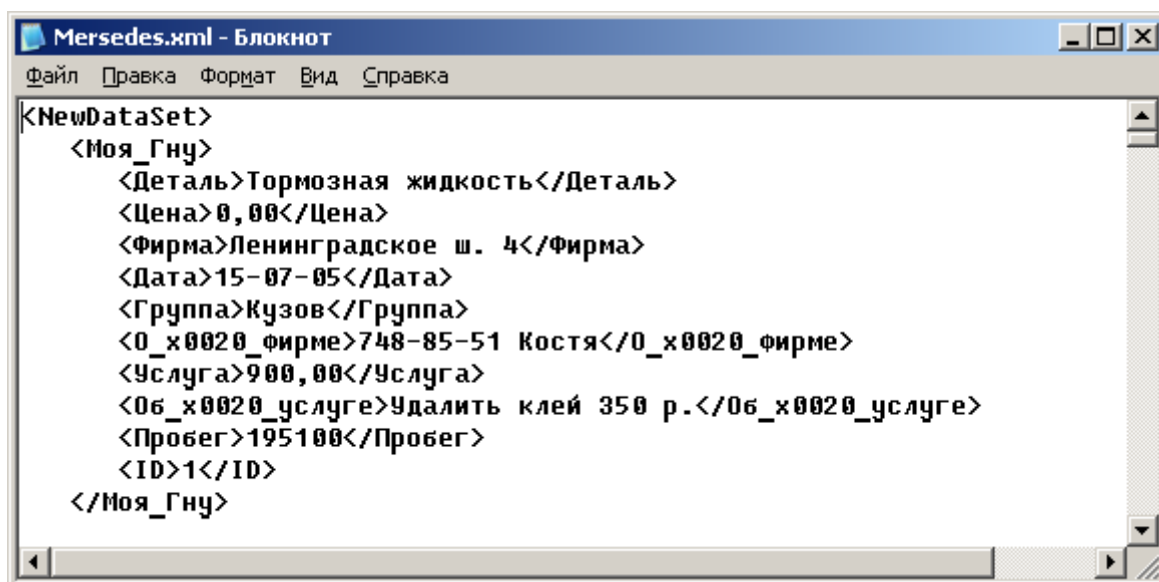 Mersedes.xml - Блокнот
Файл Правка Формат Вид Справка
<NewDataSet>
<Моя_Гну>
<Деталь>Тормозная жидкость</Деталь>
<Цена>0,00</Цена>
<Фирма>Ленинградское ш. 4</Фирма>
<Дата>15-07-05</Дата>
<Группа>Кузов</Группа>
<О_x0020_фирме>748-85-51 Костя</О_x0020_фирме>
<Услуга>900,00</Услуга>
<Об_x0020_услуге>Удалить клей 350 р.</Об_x0020_услуге>
<Пробег>195100</Пробег>
<ID>1</ID>
</Моя_Гну>